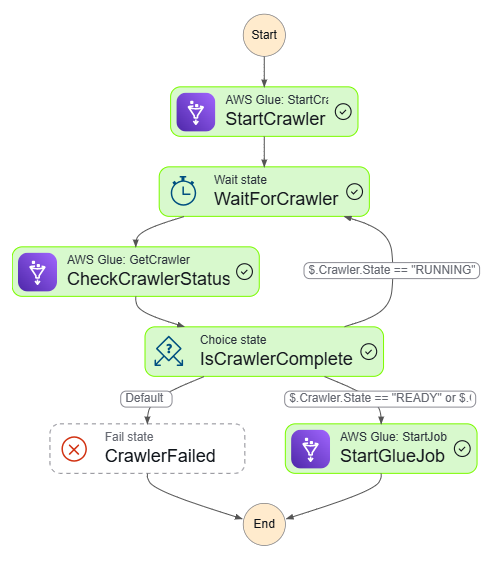 Start
AWS Glue: StartCra
StartCrawler
Wait state
WaitForCrawler
AWS Glue: GetCrawler
CheckCrawlerStatus
$.Crawler.State == "RUNNING"
Choice state
IsCrawlerComplete
Default
$.Crawler.State == "READY" or $.(
Fail state
CrawlerFailed
AWS Glue: StartJob
StartGlueJob
End